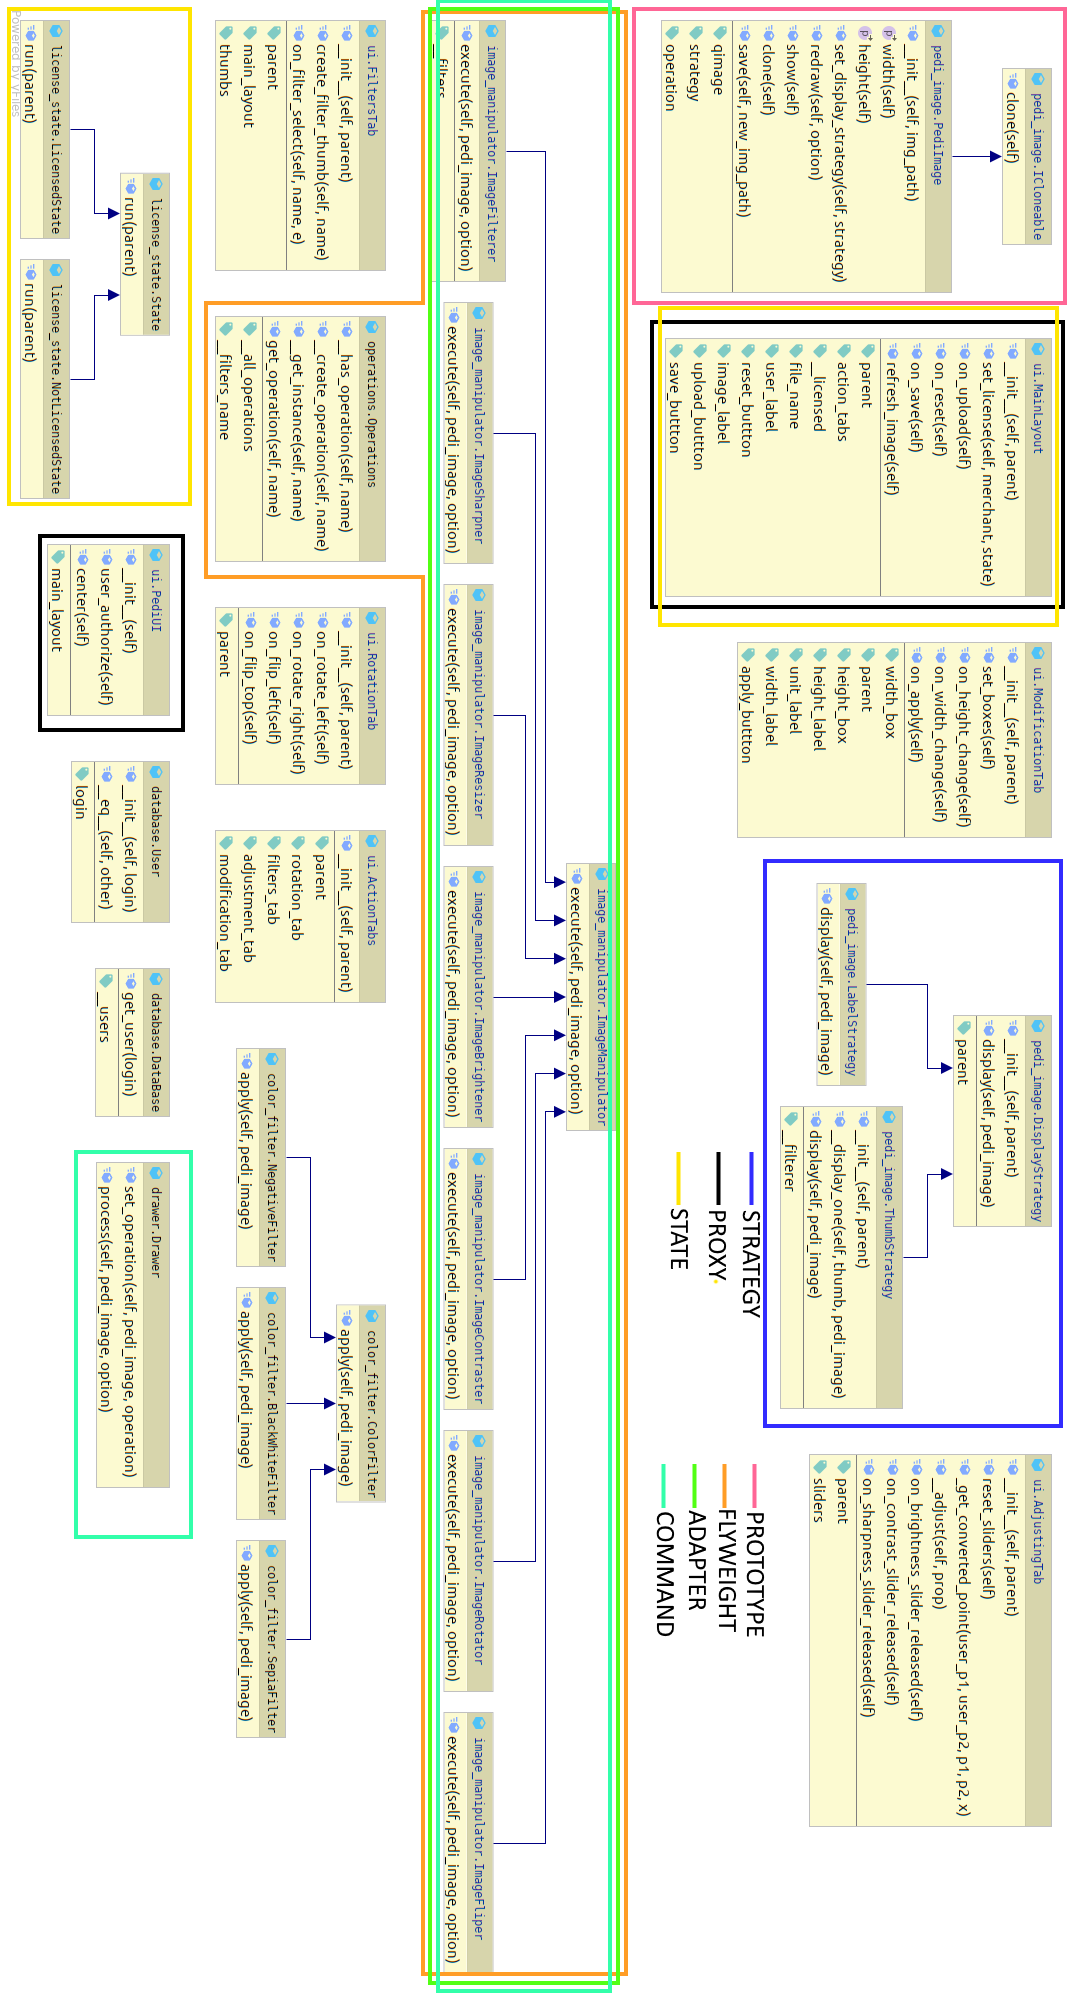 pedi_image.ICloneable
clone(self)
pedi_image.PediImage
__init__(self, img_path)
width(self)
height(self)
set_display_strategy(self, strategy)
redraw(self, option)
show(self)
clone(self)
save(self, new_img_path)
qimage
strategy
operation
ui.MainLayout
__init__(self, parent)
set_license(self, merchant, state)
on_upload(self)
on_reset(self)
on_save(self)
refresh_image(self)
parent
action_tabs
__licensed
file_name
user_label
reset_buttton
image_label
upload_button
save_buttton
ui.ModificationTab
__init__(self, parent)
set_boxes(self)
on_height_change(self)
on_width_change(self)
on_apply(self)
width_box
parent
height_box
height_label
unit_label
width_label
apply_buttton
pedi_image.DisplayStrategy
__init__(self, parent)
display(self, pedi_image)
parent
pedi_image.LabelStrategy
display(self, pedi_image)
pedi_image.ThumbStrategy
__init__(self, parent)
__display_one(self, thumb, pedi_image)
display(self, pedi_image)
__filterer
ui.AdjustingTab
__init__(self, parent)
reset_sliders(self)
_get_converted_point(user_p1, user_p2, p1, p2, x)
__adjust(self, prop)
on_brightness_slider_released(self)
on_contrast_slider_released(self)
on_sharpness_slider_released(self)
parent
sliders
STRATEGY
PROXY
STATE
PROTOTYPE
FLYWEIGHT
ADAPTER
COMMAND
image_manipulator.ImageManipulator
execute(self, pedi_image, option)
image_manipulator.ImageFilterer
execute(self, pedi_image, option)
__filters
image_manipulator.ImageSharpner
execute(self, pedi_image, option)
image_manipulator.ImageResizer
execute(self, pedi_image, option)
image_manipulator.ImageBrightener
execute(self, pedi_image, option)
image_manipulator.ImageContraster
execute(self, pedi_image, option)
image_manipulator.ImageRotator
execute(self, pedi_image, option)
image_manipulator.ImageFliper
execute(self, pedi_image, option)
ui.FiltersTab
__init__(self, parent)
create_filter_thumb(self, name)
on_filter_select(self, name, e)
parent
main_layout
thumbs
operations.Operations
__has_operation(self, name)
__create_operation(self, name)
__get_instance(self, name)
get_operation(self, name)
__all_operations
__filters_name
ui.RotationTab
__init__(self, parent)
on_rotate_left(self)
on_rotate_right(self)
on_flip_left(self)
on_flip_top(self)
parent
ui.ActionTabs
__init__(self, parent)
parent
rotation_tab
filters_tab
adjustment_tab
modification_tab
color_filter.ColorFilter
apply(self, pedi_image)
color_filter.NegativeFilter
apply(self, pedi_image)
color_filter.BlackWhiteFilter
apply(self, pedi_image)
color_filter.SepiaFilter
apply(self, pedi_image)
license_state.State
run(parent)
license_state.LicensedState
run(parent)
license_state.NotLicensedState
run(parent)
ui.PediUI
__init__(self)
user_authorize(self)
center(self)
main_layout
database.User
__init__(self, login)
__eq__(self, other)
login
database.DataBase
get_user(login)
__users
drawer.Drawer
set_operation(self, pedi_image, operation)
process(self, pedi_image, option)
Powered by yFiles